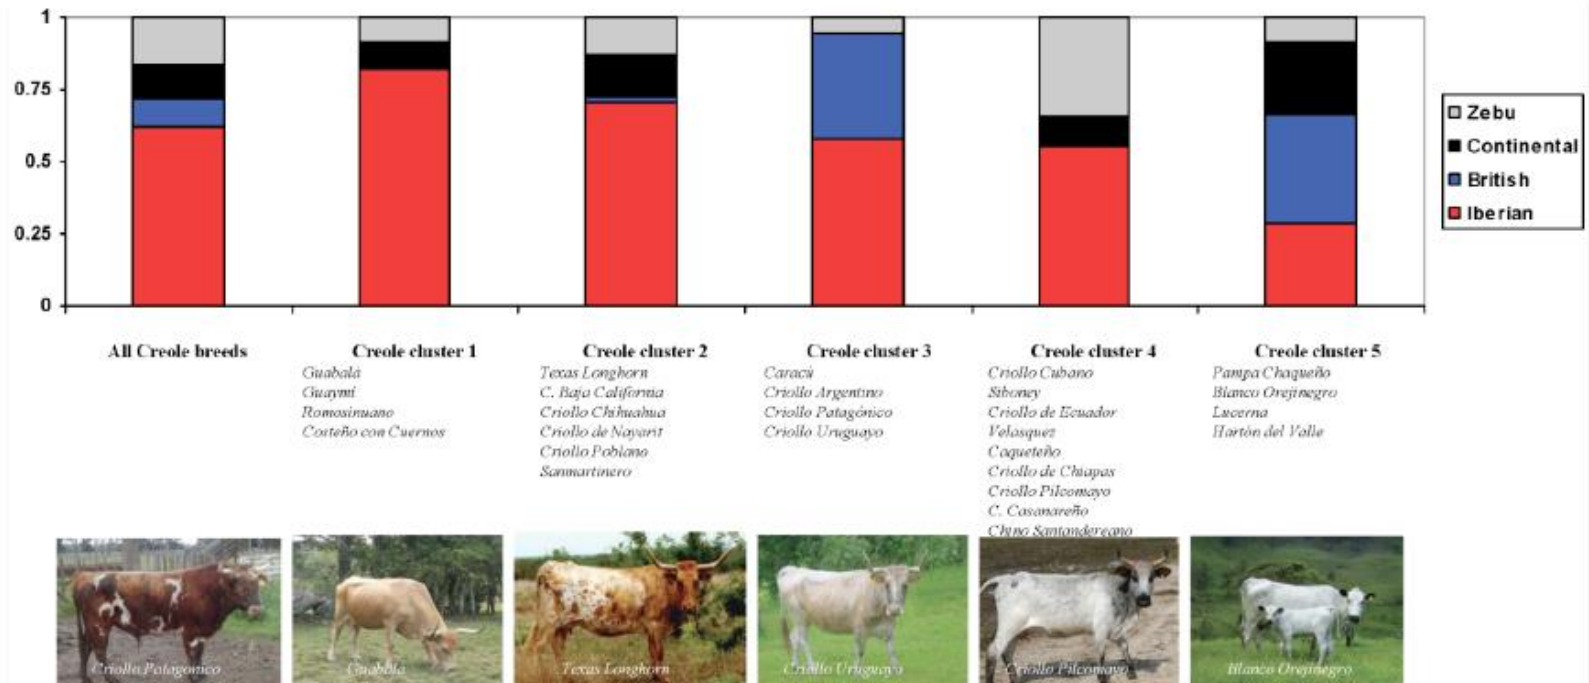 1
0.75
0.5
0.25
0
Zebu
Continental
British
Iberian
All Creole breeds
Creole cluster 1
Guabalá
Guaymí
Romosinuano
Costeño con Cuernos
Creole cluster 2
Texas Longhorn
C. Baja California
Criollo Chihuahua
Criollo de Nayarit
Criollo Poblano
Sanmartinero
Creole cluster 3
Caracú
Criollo Argentino
Criollo Patagónico
Criollo Uruguayo
Creole cluster 4
Criollo Cubano
Siboney
Criollo de Ecuador
Velasquez
Caqueteño
Criollo de Chiapas
Criollo Pilcomayo
C. Casanareño
Chino Santandereano
Creole cluster 5
Pampa Chaqueño
Blanco Orejinegro
Lucerna
Hartón del Valle
Criollo Patagonico
Guabala
Texas Longhorn
Criollo Uruguayo
Criollo Pilcomayo
Blanco Orejinegro